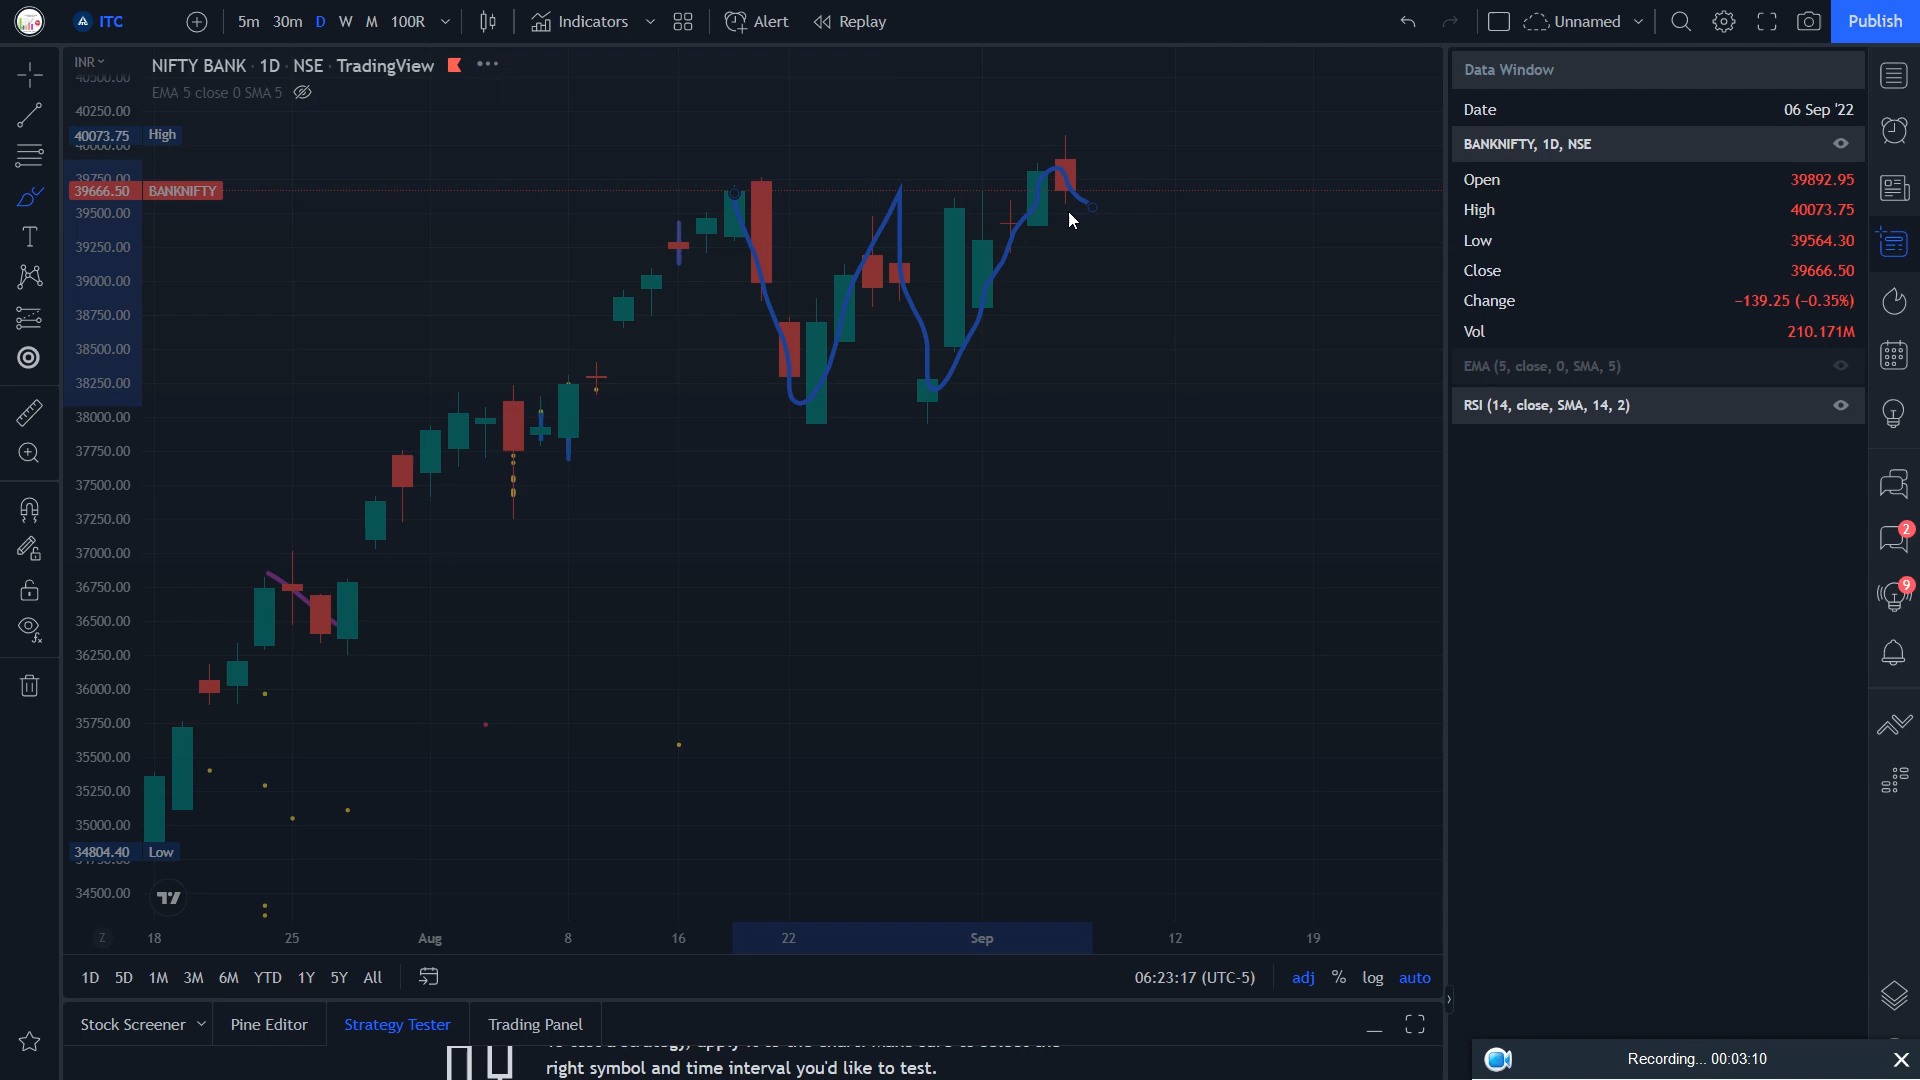 ITC
5m 30m D W M 100R
Indicators
Alert
Replay
Unnamed
Publish
INR
NIFTY BANK · 1D · NSE · TradingView
EMA 5 close 0 SMA 5
40250.00
40073.75 High
39666.50 BANKNIFTY
39500.00
39250.00
39000.00
38750.00
38500.00
38250.00
38000.00
37750.00
37500.00
37250.00
37000.00
36750.00
36500.00
36250.00
36000.00
35750.00
35500.00
35250.00
35000.00
34804.40 Low
34500.00
Z 18 25 Aug 8 16 22 Sep 12 19
1D 5D 1M 3M 6M YTD 1Y 5Y All
06:23:17 (UTC-5)
adj % log auto
Stock Screener
Pine Editor
Strategy Tester
Trading Panel
right symbol and time interval you'd like to test.
Data Window
Date 06 Sep '22
BANKNIFTY, 1D, NSE
Open 39892.95
High 40073.75
Low 39564.30
Close 39666.50
Change −139.25 (−0.35%)
Vol 210.171M
EMA (5, close, 0, SMA, 5)
RSI (14, close, SMA, 14, 2)
2
9
Recording... 00:03:10